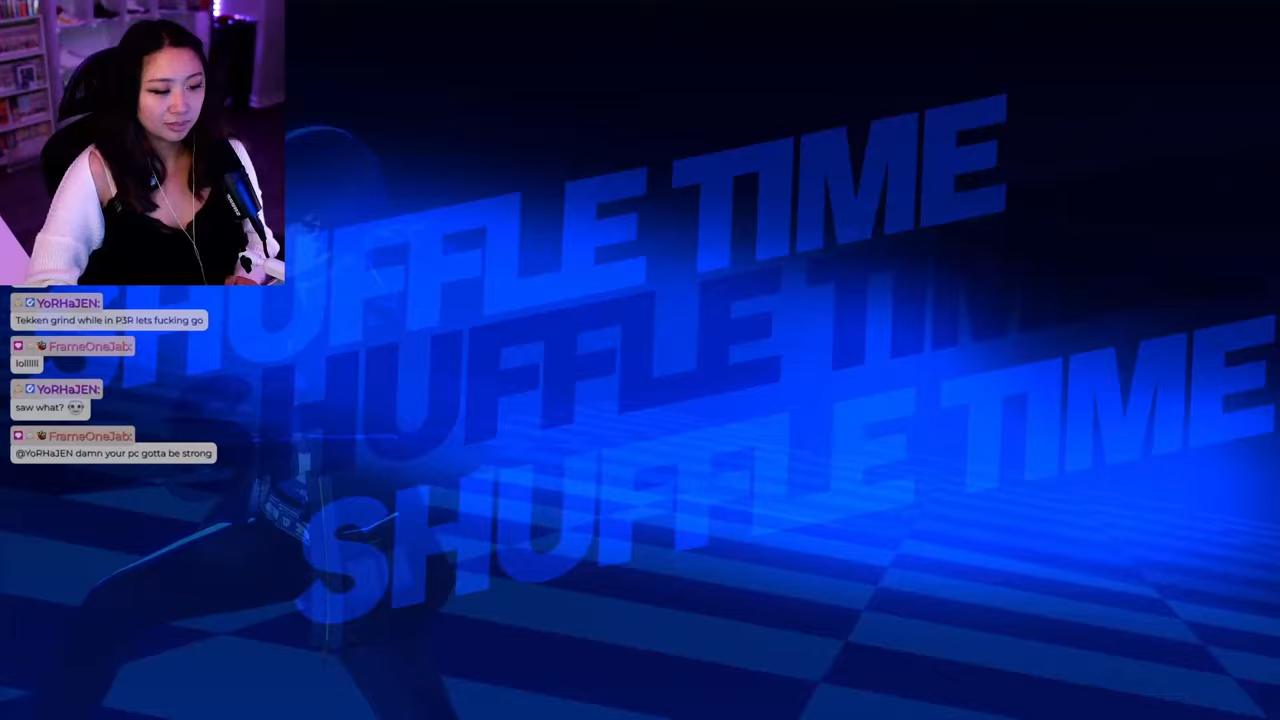 SHUFFLE TIME
SHUFFLE TIME
SHUFFLE TIME
YoRHaJEN:
Tekken grind while in P3R lets fucking go
FrameOneJab:
lolllllll
YoRHaJEN:
saw what?
FrameOneJab:
@YoRHaJEN damn your pc gotta be strong